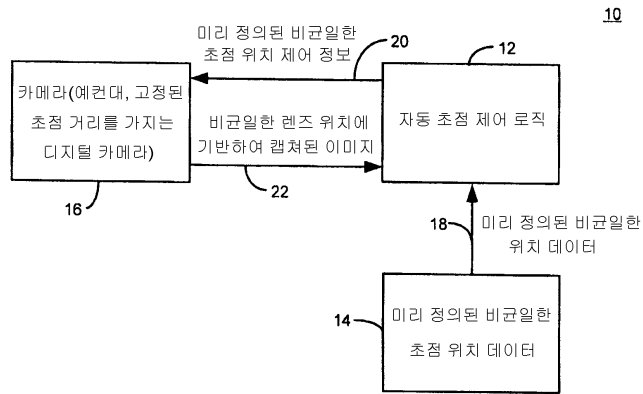 10
미리 정의된 비균일한
초점 위치 제어 정보
20
12
카메라(예컨대, 고정된
초점 거리를 가지는
디지털 카메라)
비균일한 렌즈 위치에
기반하여 캡쳐된 이미지
자동 초점 제어 로직
16
22
18
미리 정의된 비균일한
위치 데이터
14
미리 정의된 비균일한
초점 위치 데이터